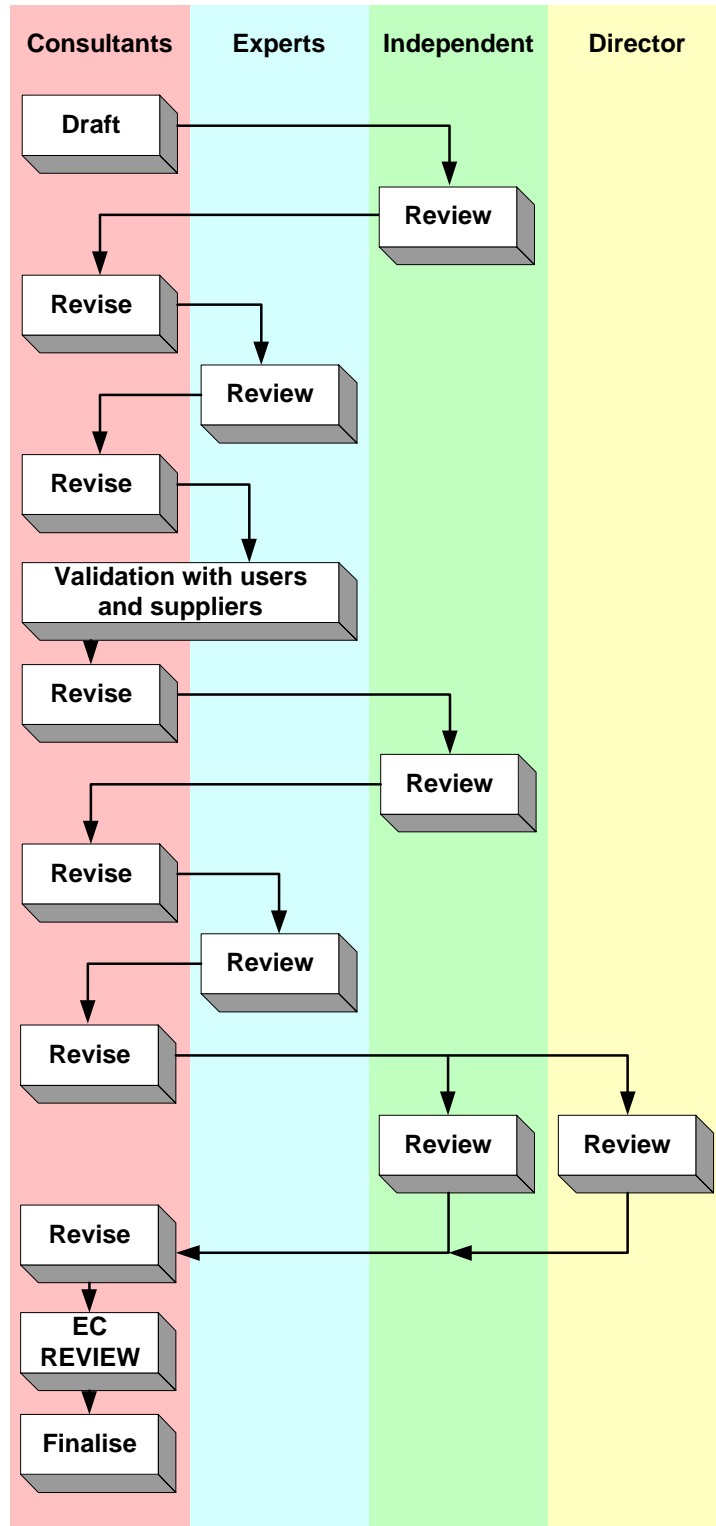 Consultants Experts Independent Director
Draft
Review
Revise
Review
Revise
Validation with users
and suppliers
Revise
Review
Revise
Review
Revise
Review Review
Revise
EC
REVIEW
Finalise